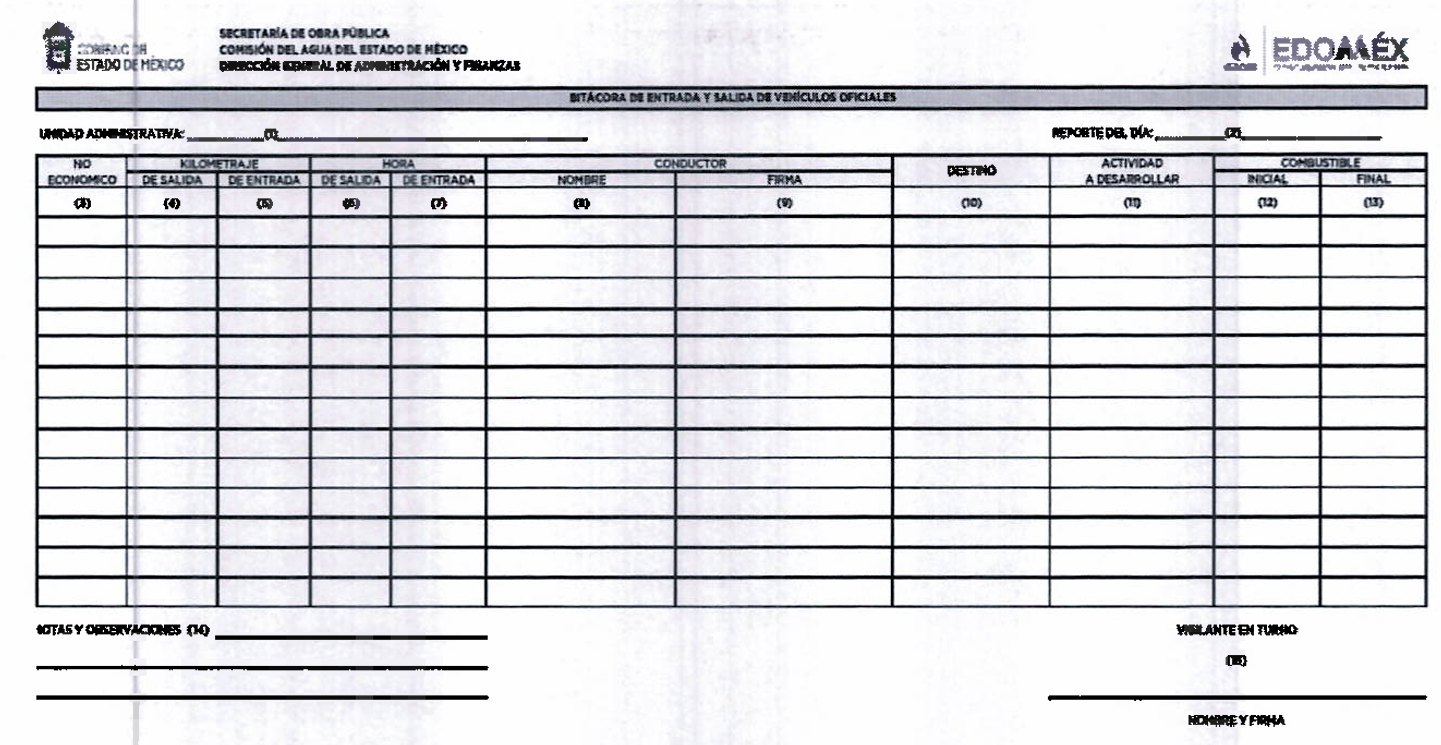 GOBIERNO DEL
ESTADO DE MÉXICO
SECRETARÍA DE OBRA PÚBLICA
COMISIÓN DEL AGUA DEL ESTADO DE MÉXICO
DIRECCIÓN GENERAL DE ADMINISTRACIÓN Y FINANZAS
EDOMÉX
BITÁCORA DE ENTRADA Y SALIDA DE VEHÍCULOS OFICIALES
UNIDAD ADMINISTRATIVA: (1) REPORTE DEL DÍA: (2)
NO ECONOMICO KILOMETRAJE HORA CONDUCTOR DESTINO ACTIVIDAD A DESARROLLAR COMBUSTIBLE
DE SALIDA DE ENTRADA DE SALIDA DE ENTRADA NOMBRE FIRMA INICIAL FINAL
(3) (4) (5) (6) (7) (8) (9) (10) (11) (12) (13)
NOTAS Y OBSERVACIONES (14)
VIGILANTE EN TURNO
(15)
NOMBRE Y FIRMA